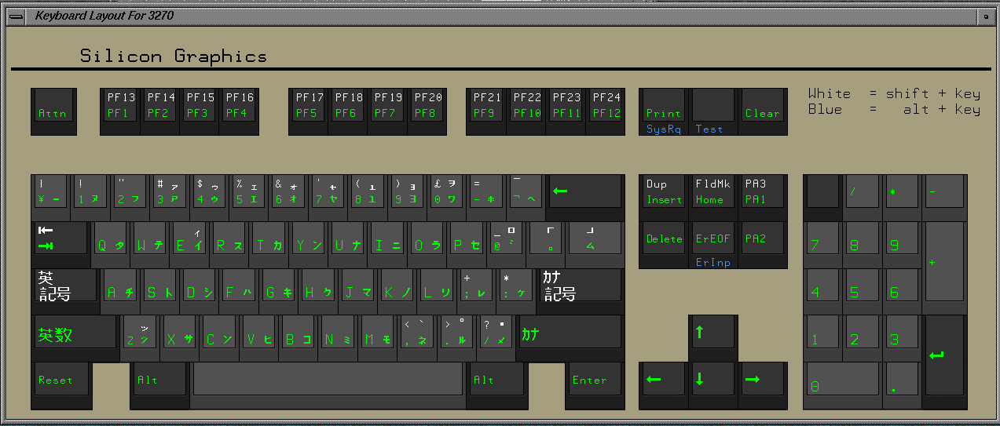 Keyboard Layout For 3270
Silicon Graphics
PF13 PF14 PF15 PF16 PF17 PF18 PF19 PF20 PF21 PF22 PF23 PF24
Attn PF1 PF2 PF3 PF4 PF5 PF6 PF7 PF8 PF9 PF10 PF11 PF12 Print Clear
SysRq Test
White = shift + key
Blue = alt + key
| ! " # ァ $ ゥ % ェ & ォ ' ャ ( ュ ) ョ £ ヲ = ¯
¥ ー 1 ヌ 2 フ 3 ア 4 ウ 5 エ 6 オ 7 ヤ 8 ユ 9 ヨ 0 ワ - ホ ¬ ヘ ←
Dup FldMk PA3
Insert Home PA1
/ * -
⇤ ィ _ ロ 「 」
⇥ Q タ W テ E イ R ス T カ Y ン U ナ I ニ O ラ P セ @ ゛ 。 ム
Delete ErEOF PA2
ErInp
7 8 9 +
英 + * カナ
記号 A チ S ト D シ F ハ G キ H ク J マ K ノ L リ ; レ : ケ 記号
4 5 6
ッ < 、 > ゜ ? ・
英数 Z ツ X サ C ン V ヒ B コ N ミ M モ , ネ . ル / メ カナ
↑
1 2 3 ↵
Reset Alt Alt Enter
← ↓ →
0 .